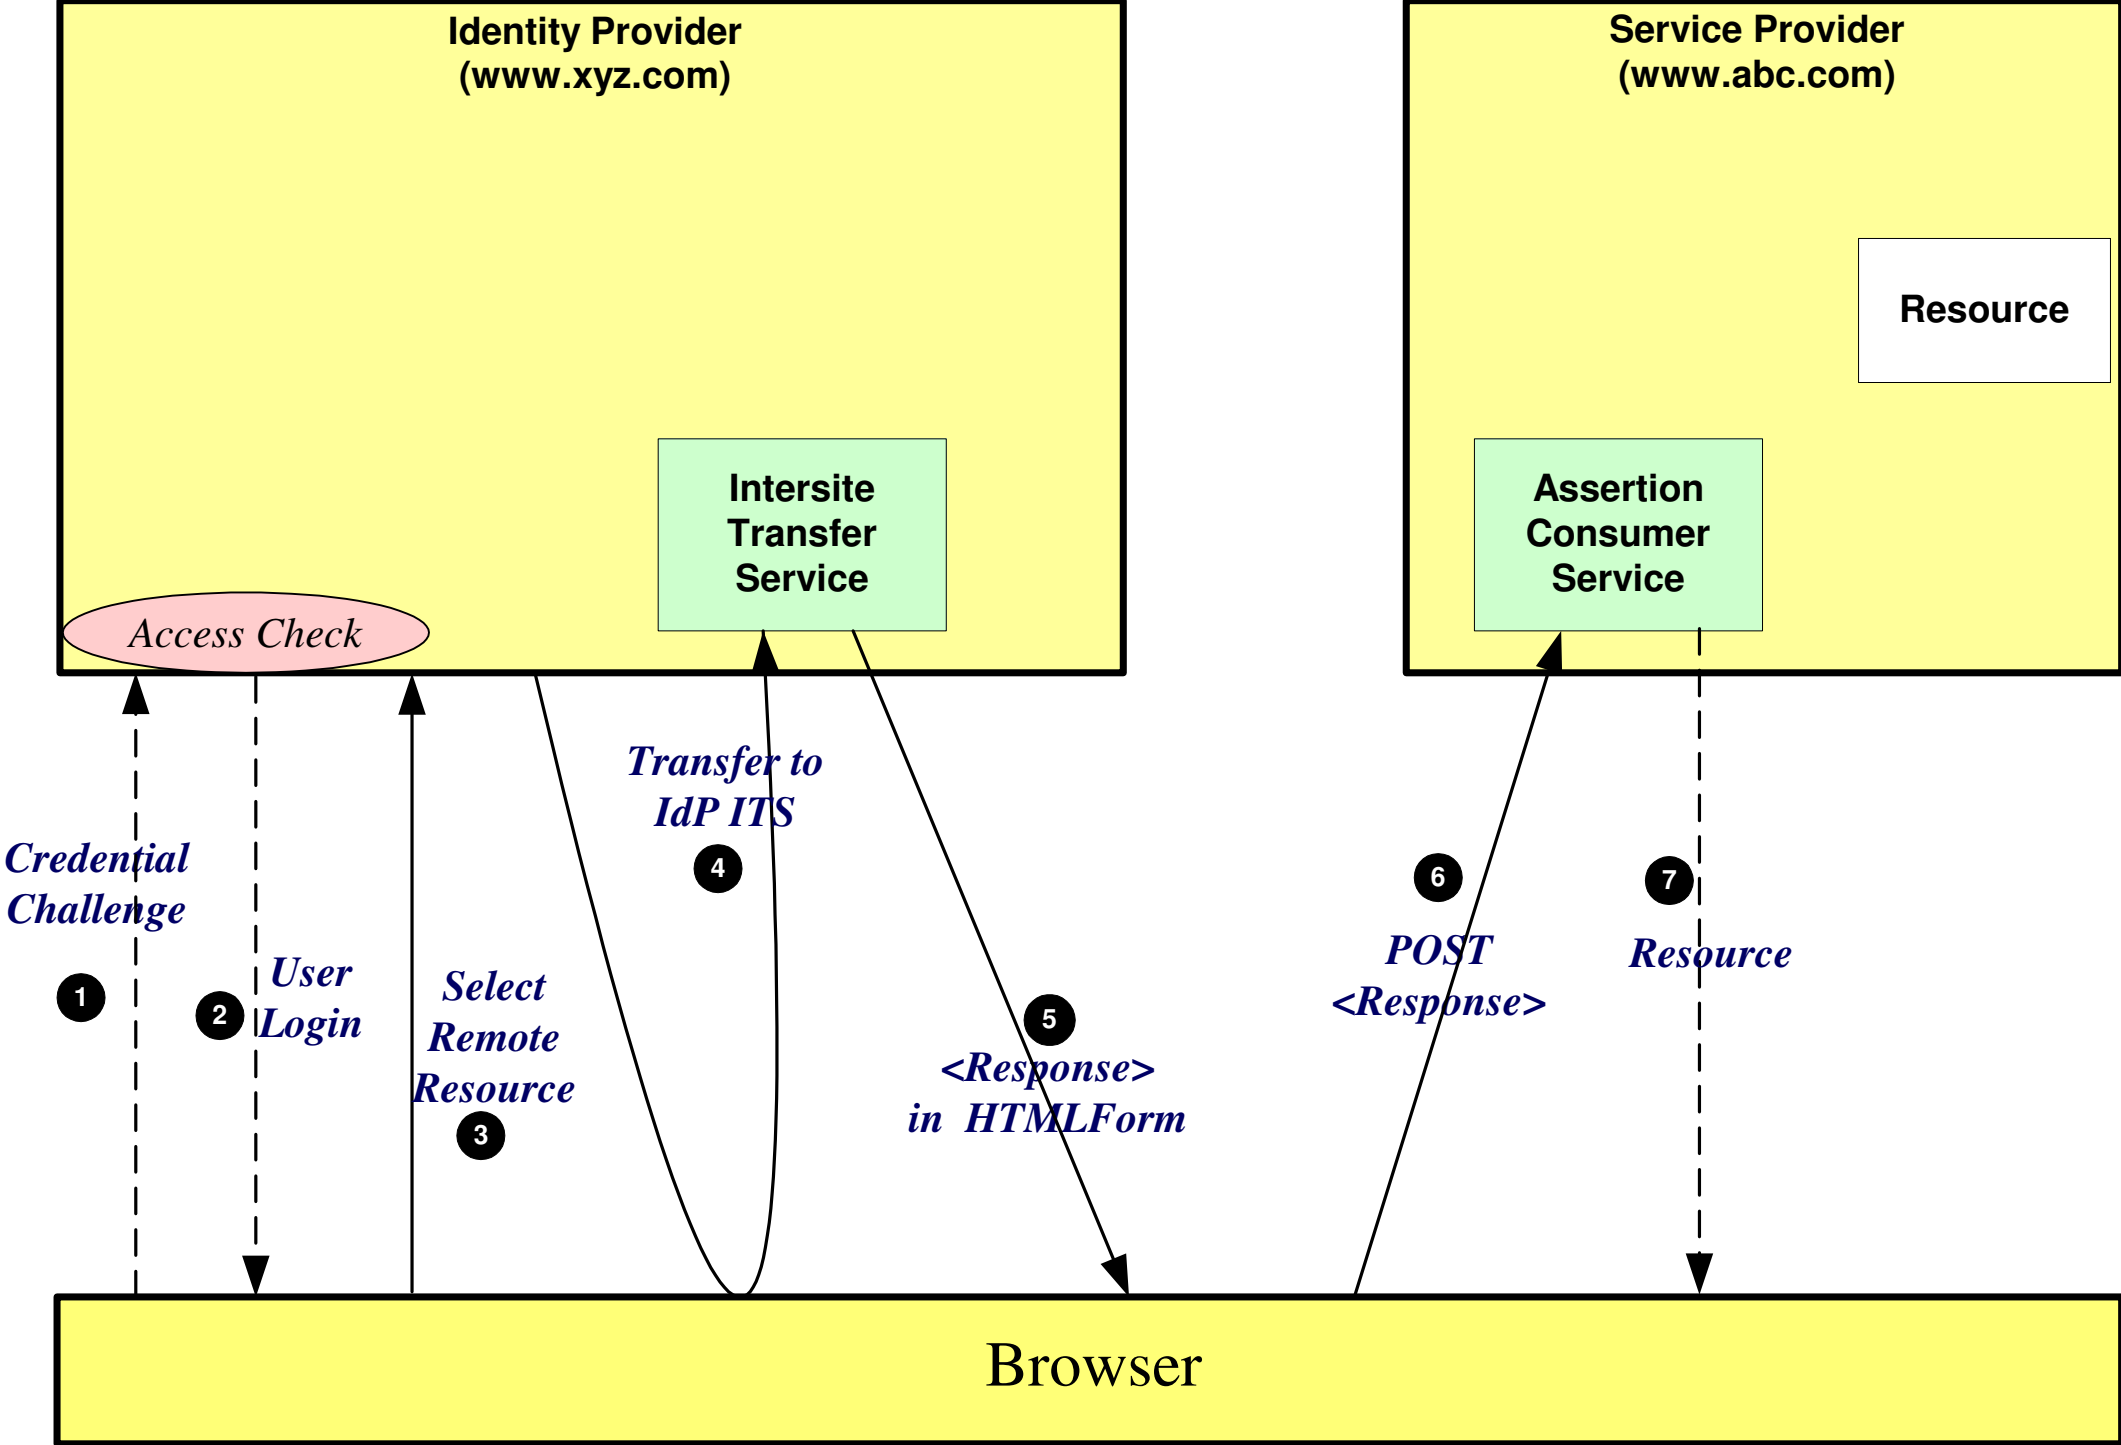 Identity Provider
(www.xyz.com)
Service Provider
(www.abc.com)
Resource
Intersite
Transfer
Service
Assertion
Consumer
Service
Access Check
Credential
Challenge
1
2
User
Login
Select
Remote
Resource
3
Transfer to
IdP ITS
4
5
<Response>
in HTMLForm
6
POST
<Response>
7
Resource
Browser